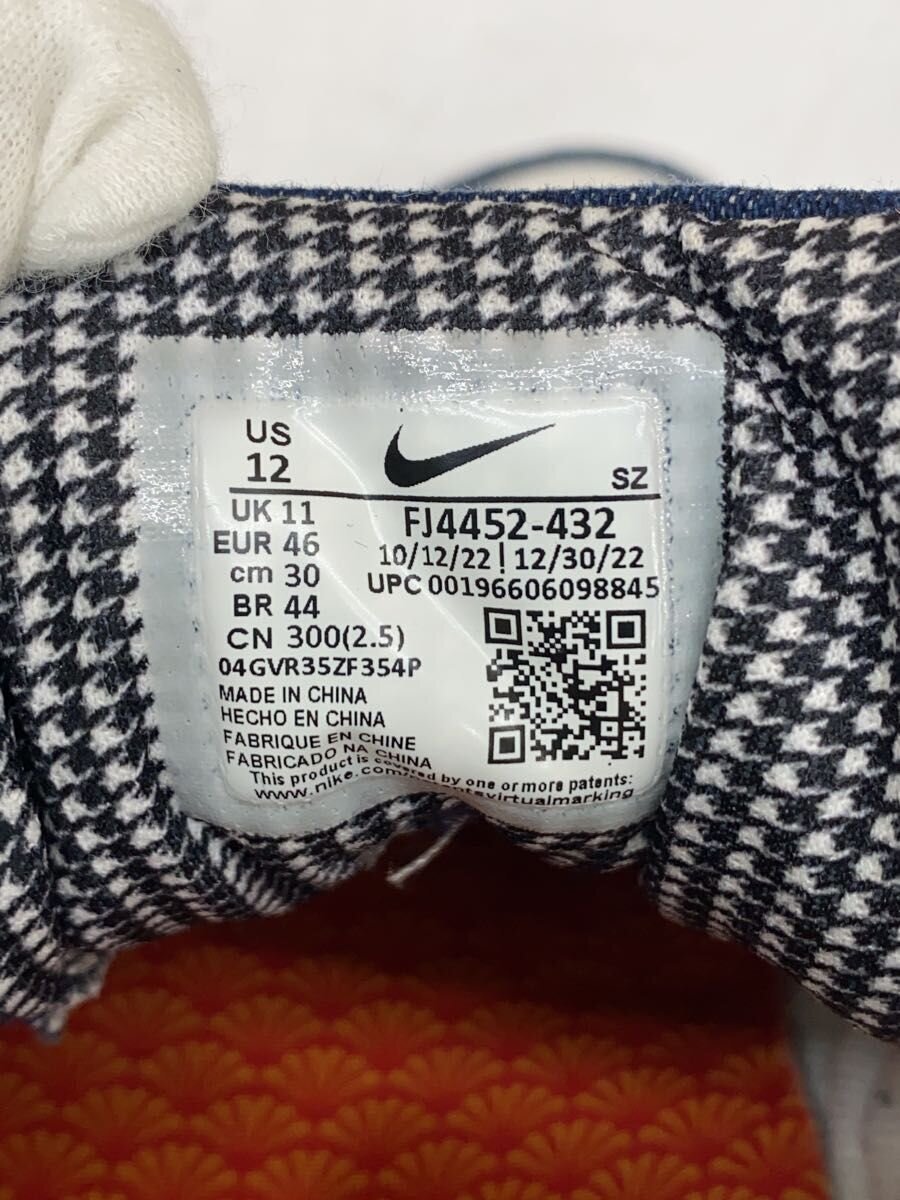 US
12
SZ
UK 11
EUR 46
cm 30
BR 44
CN 300(2.5)
FJ4452-432
10/12/22 | 12/30/22
UPC 00196606098845
04GVR35ZF354P
MADE IN CHINA
HECHO EN CHINA
FABRIQUE EN CHINE
FABRICADO NA CHINA
This product is covered by one or more patents:
www.nike.com/